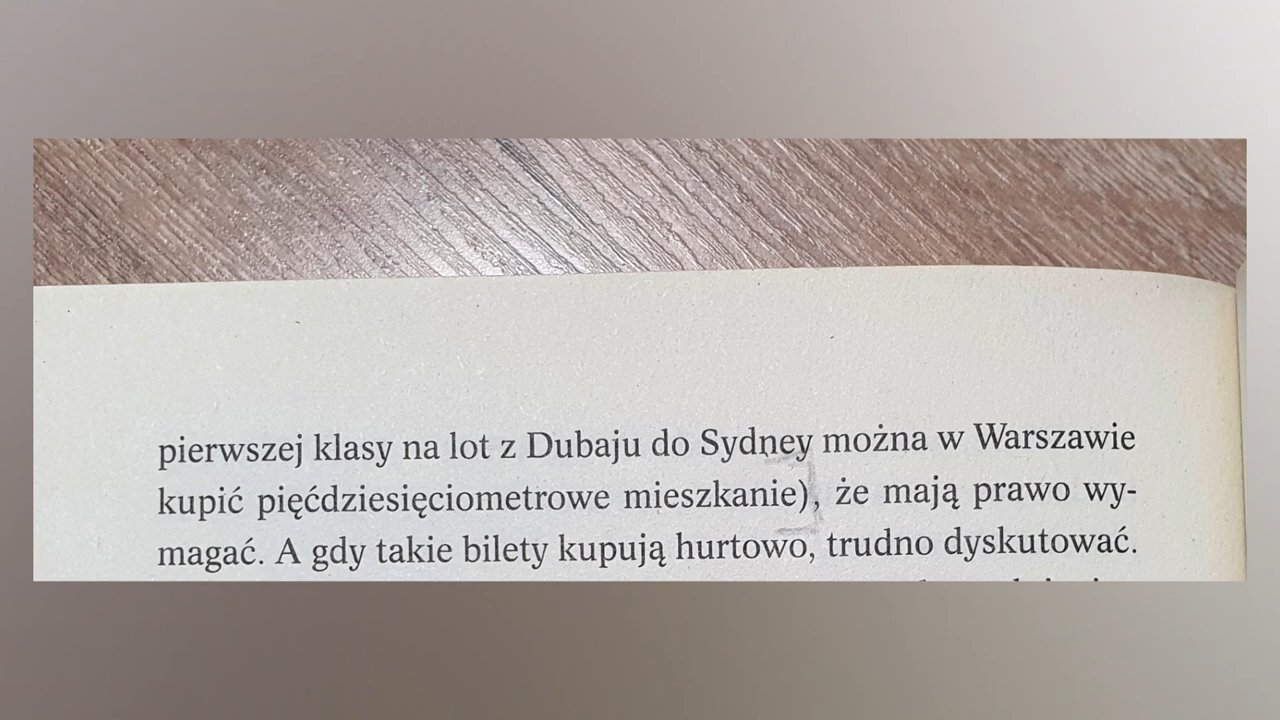 pierwszej klasy na lot z Dubaju do Sydney można w Warszawie
kupić pięćdziesięciometrowe mieszkanie), że mają prawo wy-
magać. A gdy takie bilety kupują hurtowo, trudno dyskutować.